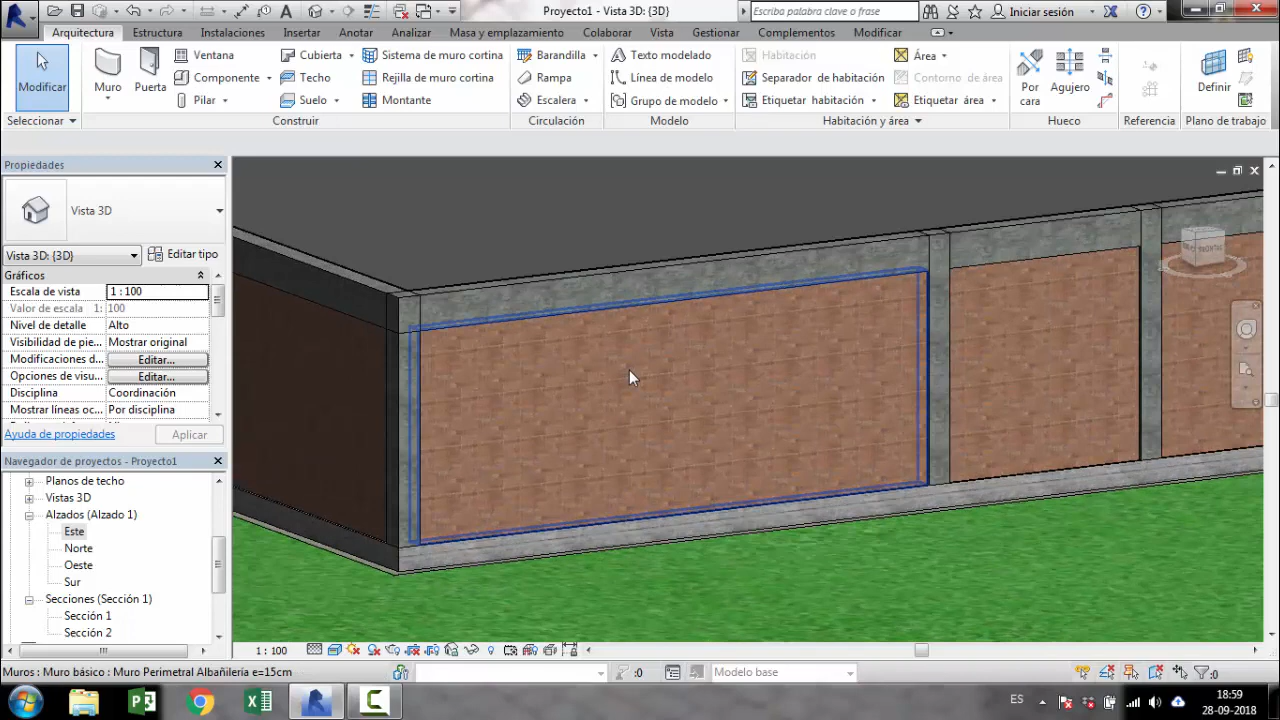 Proyecto1 - Vista 3D: {3D}
Escriba palabra clave o frase
Iniciar sesión
Arquitectura Estructura Instalaciones Insertar Anotar Analizar Masa y emplazamiento Colaborar Vista Gestionar Complementos Modificar
Modificar
Seleccionar
Muro
Puerta
Ventana
Componente
Pilar
Cubierta
Techo
Suelo
Sistema de muro cortina
Rejilla de muro cortina
Montante
Construir
Barandilla
Rampa
Escalera
Circulación
Texto modelado
Línea de modelo
Grupo de modelo
Modelo
Habitación
Separador de habitación
Etiquetar habitación
Área
Contorno de área
Etiquetar área
Habitación y área
Por cara
Agujero
Hueco
Referencia
Definir
Plano de trabajo
Propiedades
Vista 3D
Vista 3D: {3D}
Editar tipo
Gráficos
Escala de vista 1 : 100
Valor de escala 1: 100
Nivel de detalle Alto
Visibilidad de pie... Mostrar original
Modificaciones d... Editar...
Opciones de visu... Editar...
Disciplina Coordinación
Mostrar líneas oc... Por disciplina
Ayuda de propiedades
Aplicar
Navegador de proyectos - Proyecto1
Planos de techo
Vistas 3D
Alzados (Alzado 1)
Este
Norte
Oeste
Sur
Secciones (Sección 1)
Sección 1
Sección 2
1 : 100
Muros : Muro básico : Muro Perimetral Albañilería e=15cm
:0
Modelo base
:0
ES
18:59
28-09-2018